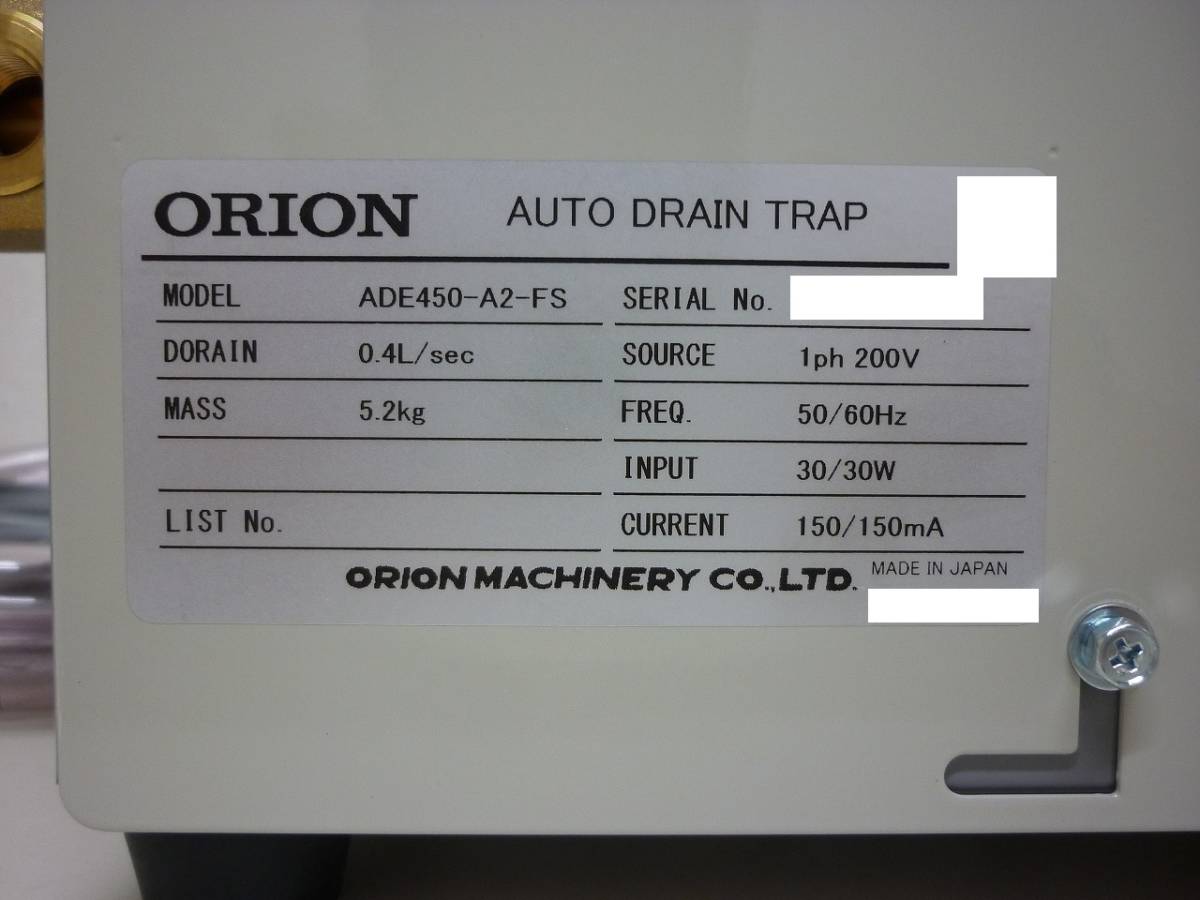 ORION AUTO DRAIN TRAP
MODEL ADE450-A2-FS SERIAL No.
DORAIN 0.4L/sec SOURCE 1ph 200V
MASS 5.2kg FREQ. 50/60Hz
INPUT 30/30W
LIST No. CURRENT 150/150mA
ORION MACHINERY CO.,LTD. MADE IN JAPAN